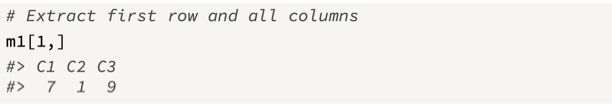 # Extract first row and all columns
m1[1,]
#> C1 C2 C3
#>  7  1  9